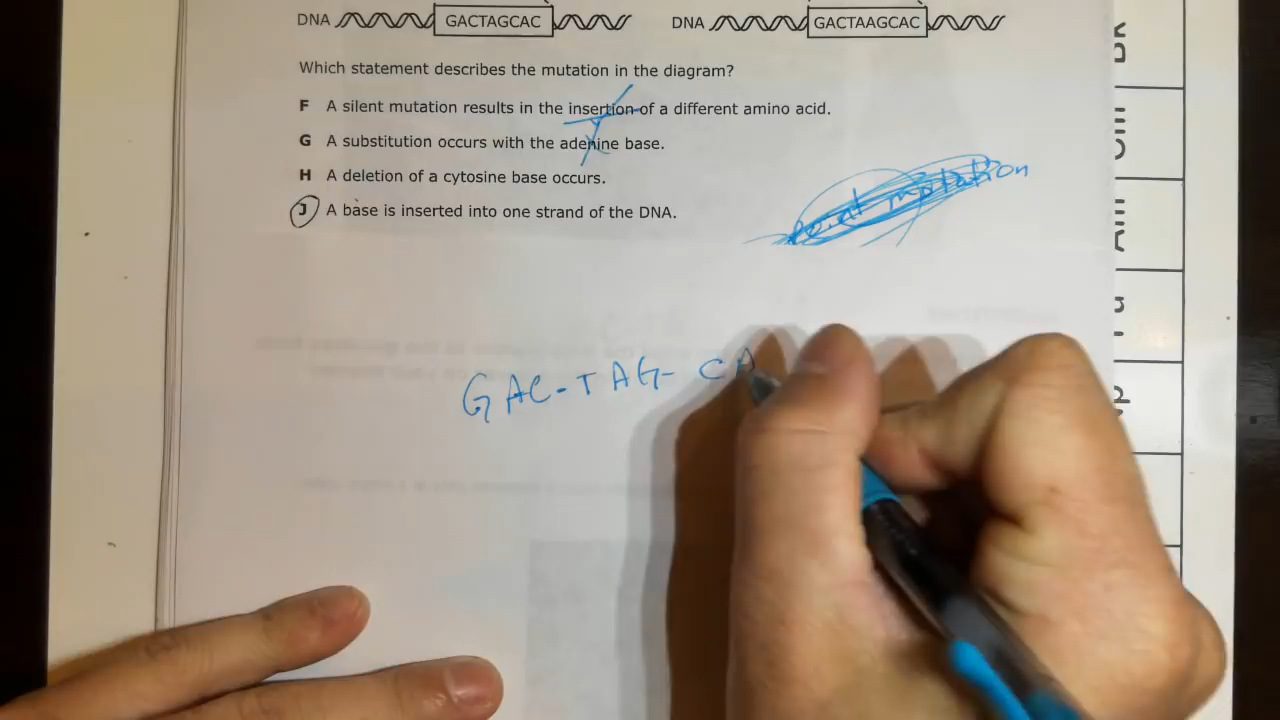 DNA GACTAGCAC DNA GACTAAGCAC
Which statement describes the mutation in the diagram?
F A silent mutation results in the insertion of a different amino acid.
G A substitution occurs with the adenine base.
H A deletion of a cytosine base occurs.
J A base is inserted into one strand of the DNA.
mutation
GAC-TAG-CA